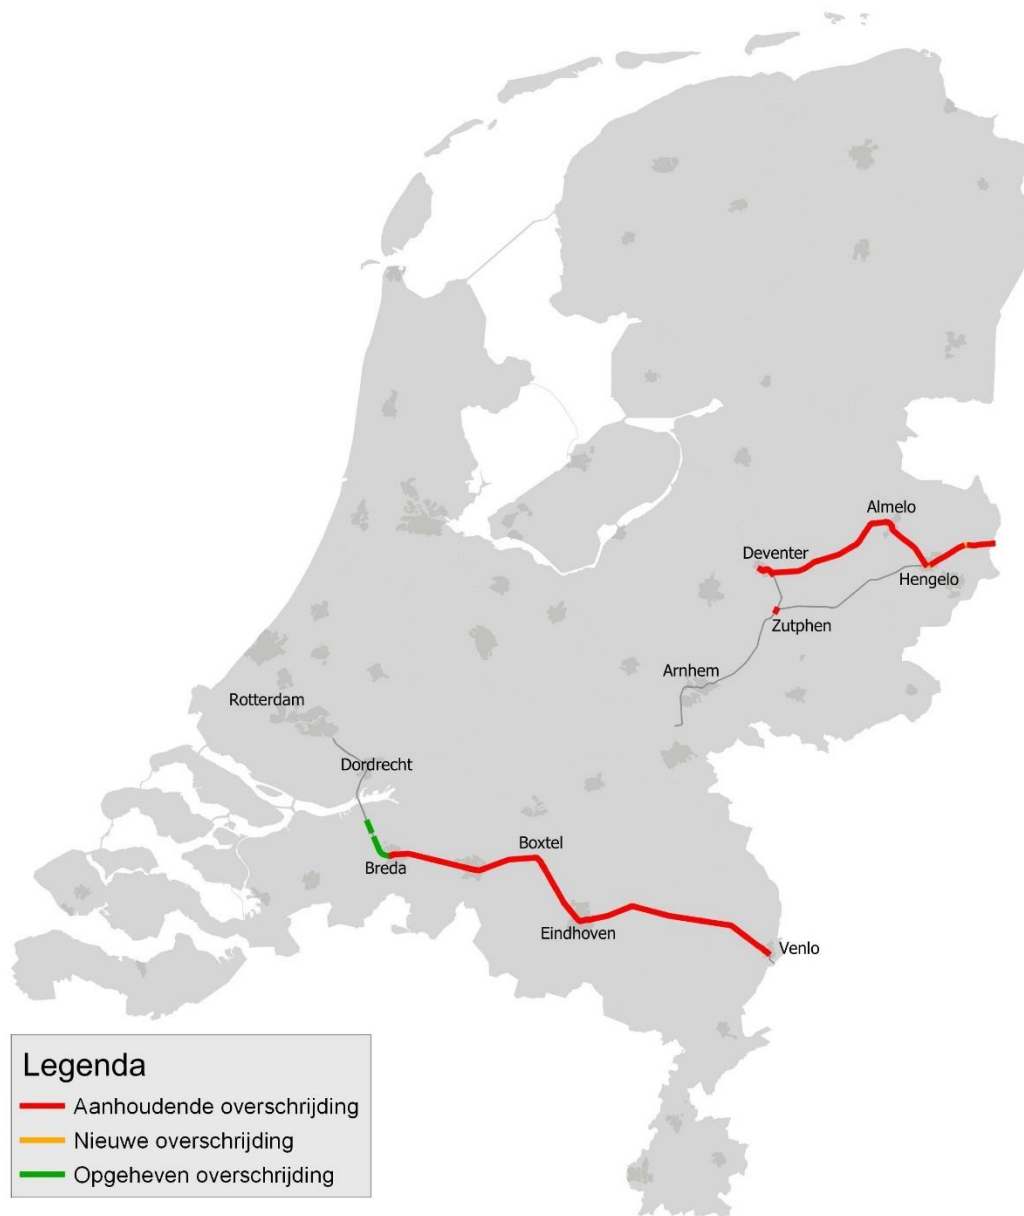 Almelo
Deventer
Hengelo
Zutphen
Arnhem
Rotterdam
Dordrecht
Boxtel
Breda
Eindhoven
Venlo
Legenda
Aanhoudende overschrijding
Nieuwe overschrijding
Opgeheven overschrijding